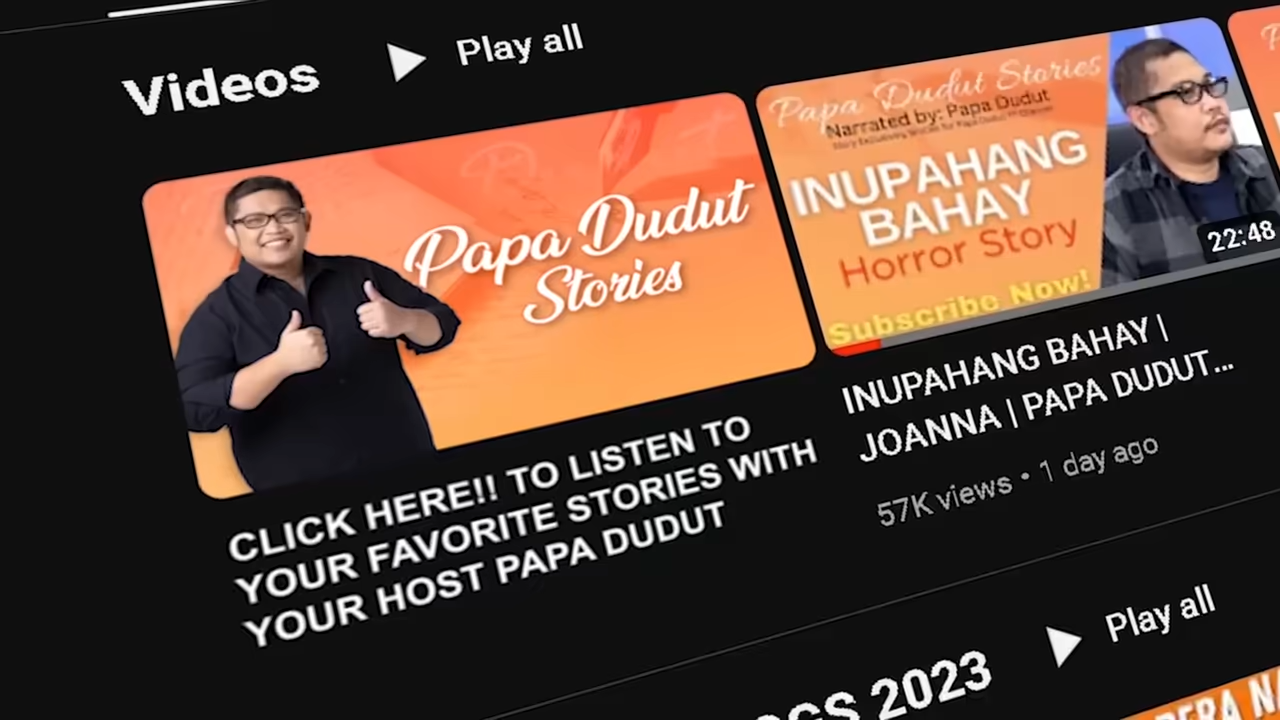 Videos
Play all
Papa Dudut
Stories
CLICK HERE!! TO LISTEN TO
YOUR FAVORITE STORIES WITH
YOUR HOST PAPA DUDUT
Papa Dudut Stories
Narrated by: Papa Dudut
INUPAHANG
BAHAY
Horror Story
Subscribe Now!
22:48
INUPAHANG BAHAY |
JOANNA | PAPA DUDUT...
57K views • 1 day ago
2023
Play all